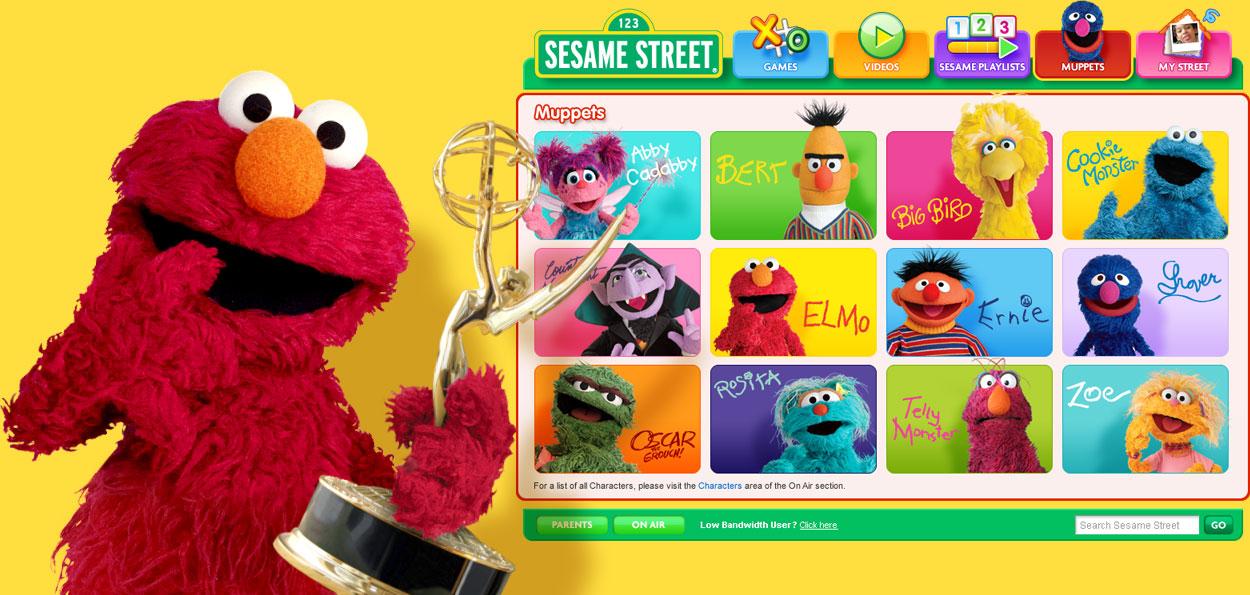 123
SESAME STREET®
1 2 3
GAMES
VIDEOS
SESAME PLAYLISTS
MUPPETS
MY STREET
Muppets
Abby
Cadabby
BERT
BIG BIRD
Cookie
Monster
Count
ELMO
Ernie
Grover
OSCAR
THE
GROUCH!
ROSITA
Telly
Monster
ZOE
For a list of all Characters, please visit the Characters area of the On Air section.
PARENTS
ON AIR
Low Bandwidth User? Click here
Search Sesame Street
GO